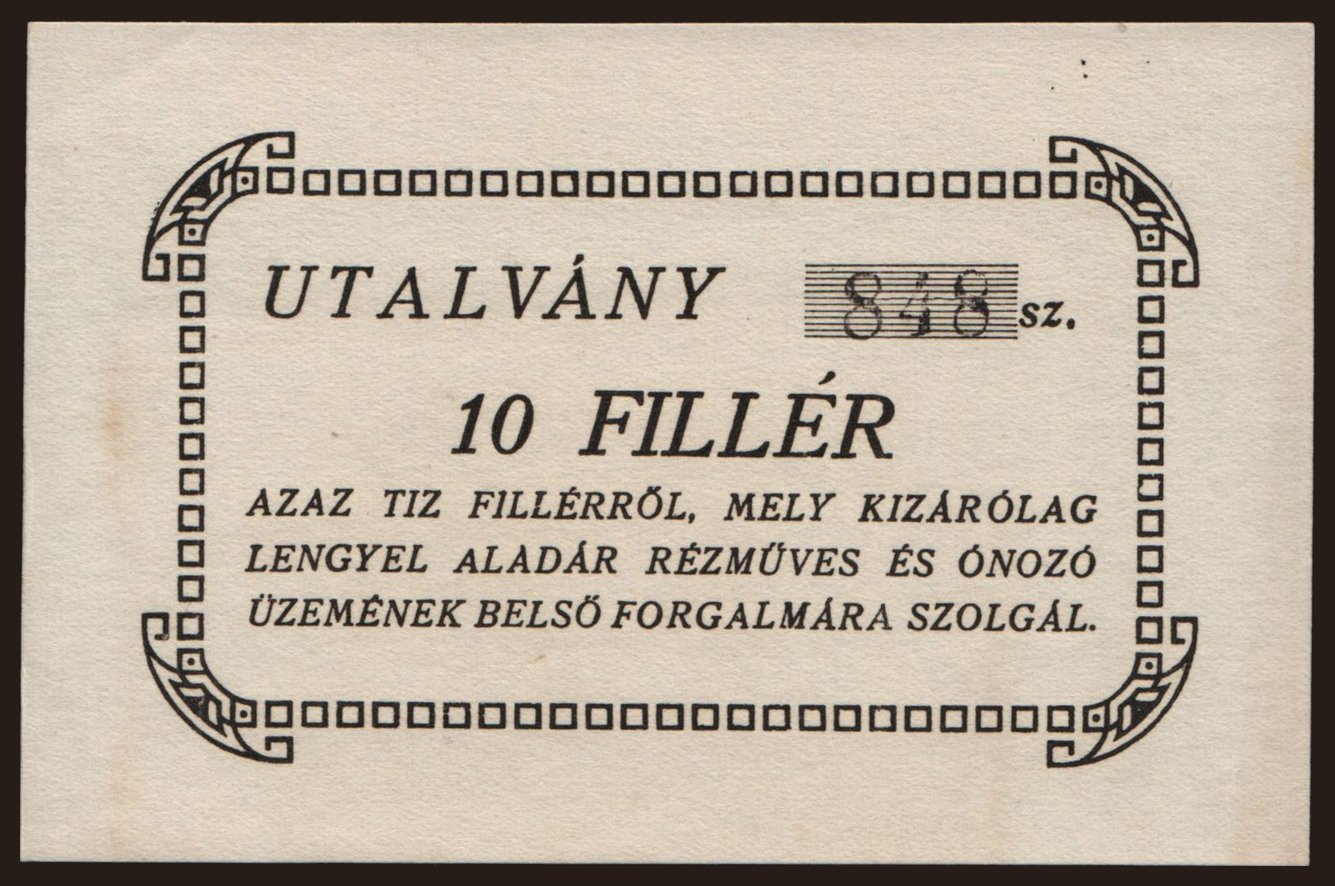 UTALVÁNY 848 sz.
10 FILLÉR
AZAZ TIZ FILLÉRRŐL, MELY KIZÁRÓLAG
LENGYEL ALADÁR RÉZMŰVES ÉS ÓNOZÓ
ÜZEMÉNEK BELSŐ FORGALMÁRA SZOLGÁL.